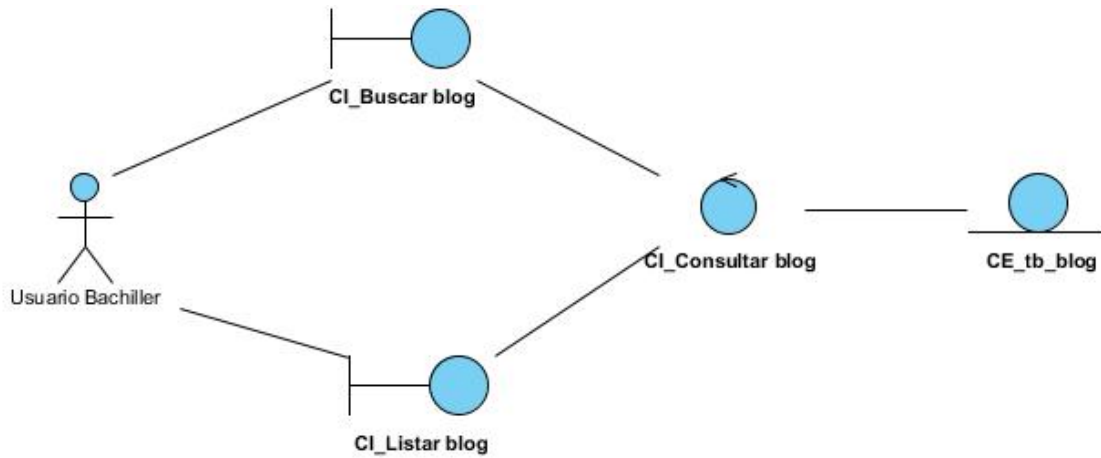 CI_Buscar blog
Usuario Bachiller
CI_Consultar blog
CE_tb_blog
CI_Listar blog